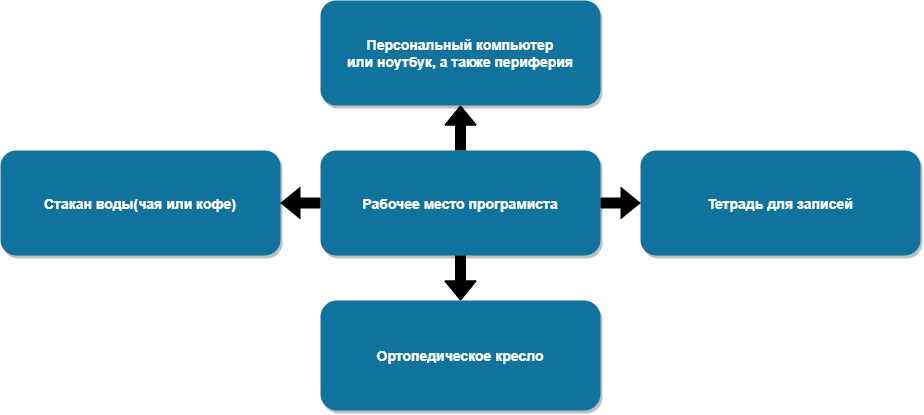 Персональный компьютер
или ноутбук, а также периферия
Стакан воды(чая или кофе)
Рабочее место програмиста
Тетрадь для записей
Ортопедическое кресло